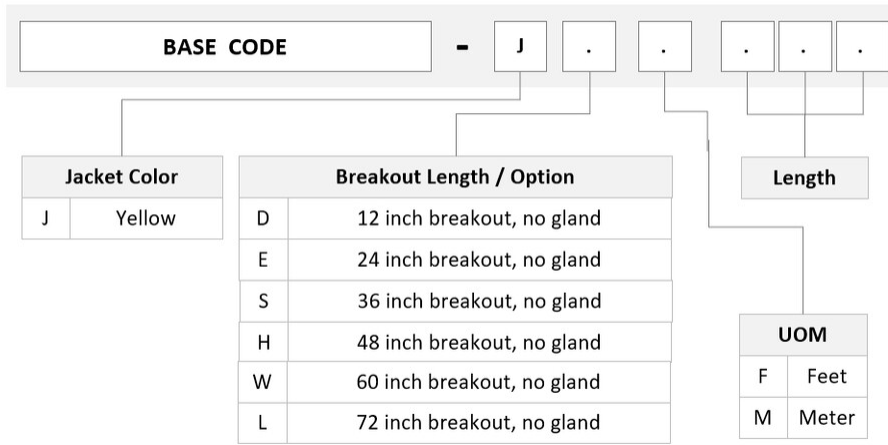 BASE CODE - J . . . . .
Jacket Color
J Yellow
Breakout Length / Option
D 12 inch breakout, no gland
E 24 inch breakout, no gland
S 36 inch breakout, no gland
H 48 inch breakout, no gland
W 60 inch breakout, no gland
L 72 inch breakout, no gland
Length
UOM
F Feet
M Meter